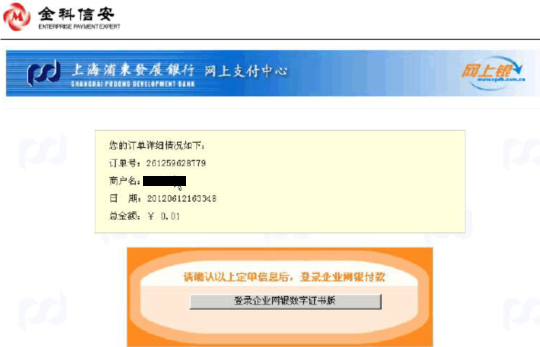 金科信安
ENTERPRISE PAYMENT EXPERT
上海浦東發展銀行 网上支付中心
SHANGHAI PUDONG DEVELOPMENT BANK
网上银
www.spdb.com.cn
您的订单详细情况如下:
订单号: 261259628779
商户名:
日 期: 20120612163348
总金额: ¥ 0.01
请确认以上定单信息后，登录企业网银付款
登录企业网银数字证书版